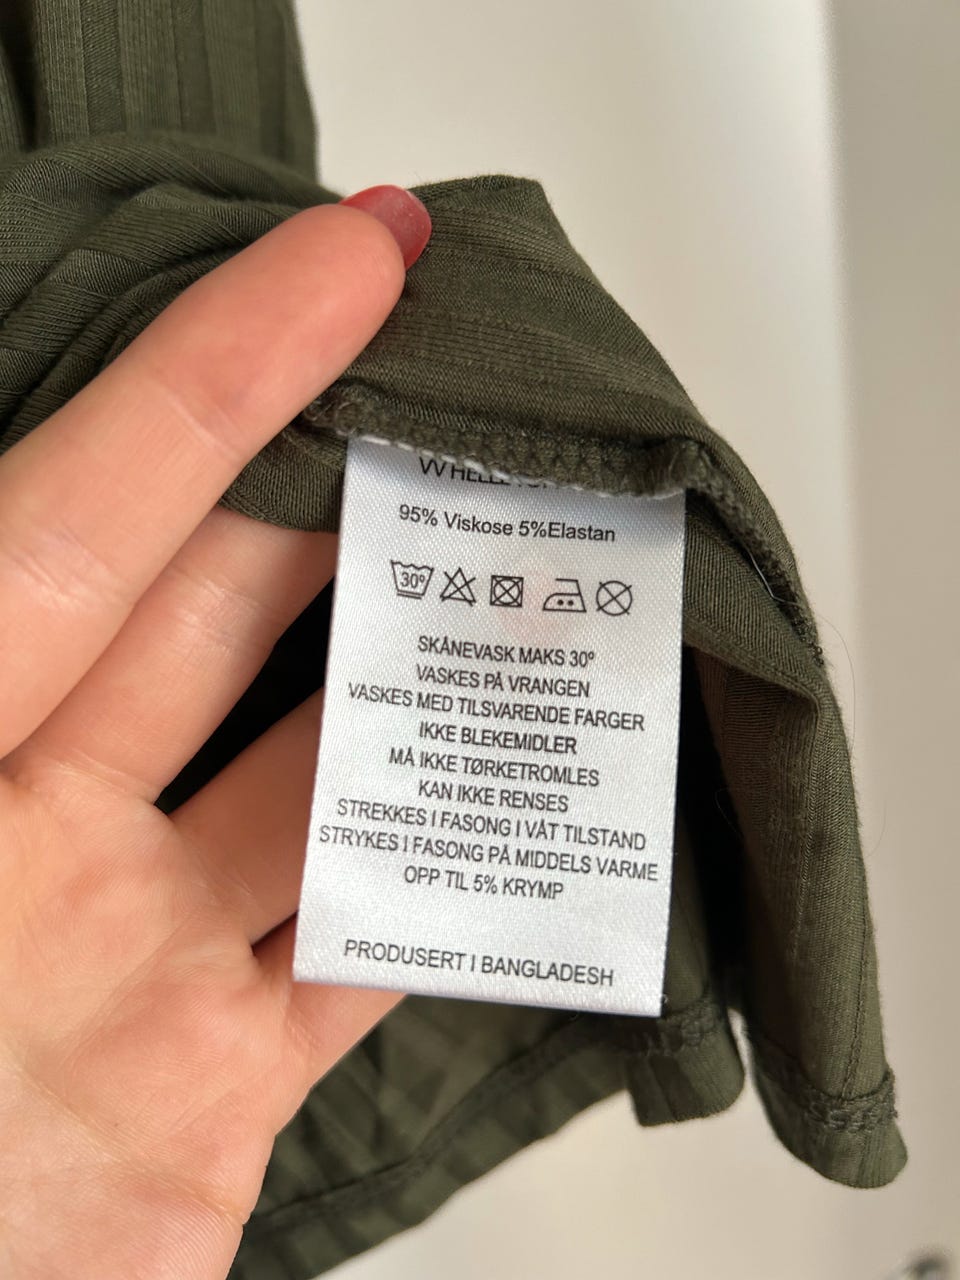 95% Viskose 5%Elastan
30°
SKÅNEVASK MAKS 30º
VASKES PÅ VRANGEN
VASKES MED TILSVARENDE FARGER
IKKE BLEKEMIDLER
MÅ IKKE TØRKETROMLES
KAN IKKE RENSES
STREKKES I FASONG I VÅT TILSTAND
STRYKES I FASONG PÅ MIDDELS VARME
OPP TIL 5% KRYMP
PRODUSERT I BANGLADESH